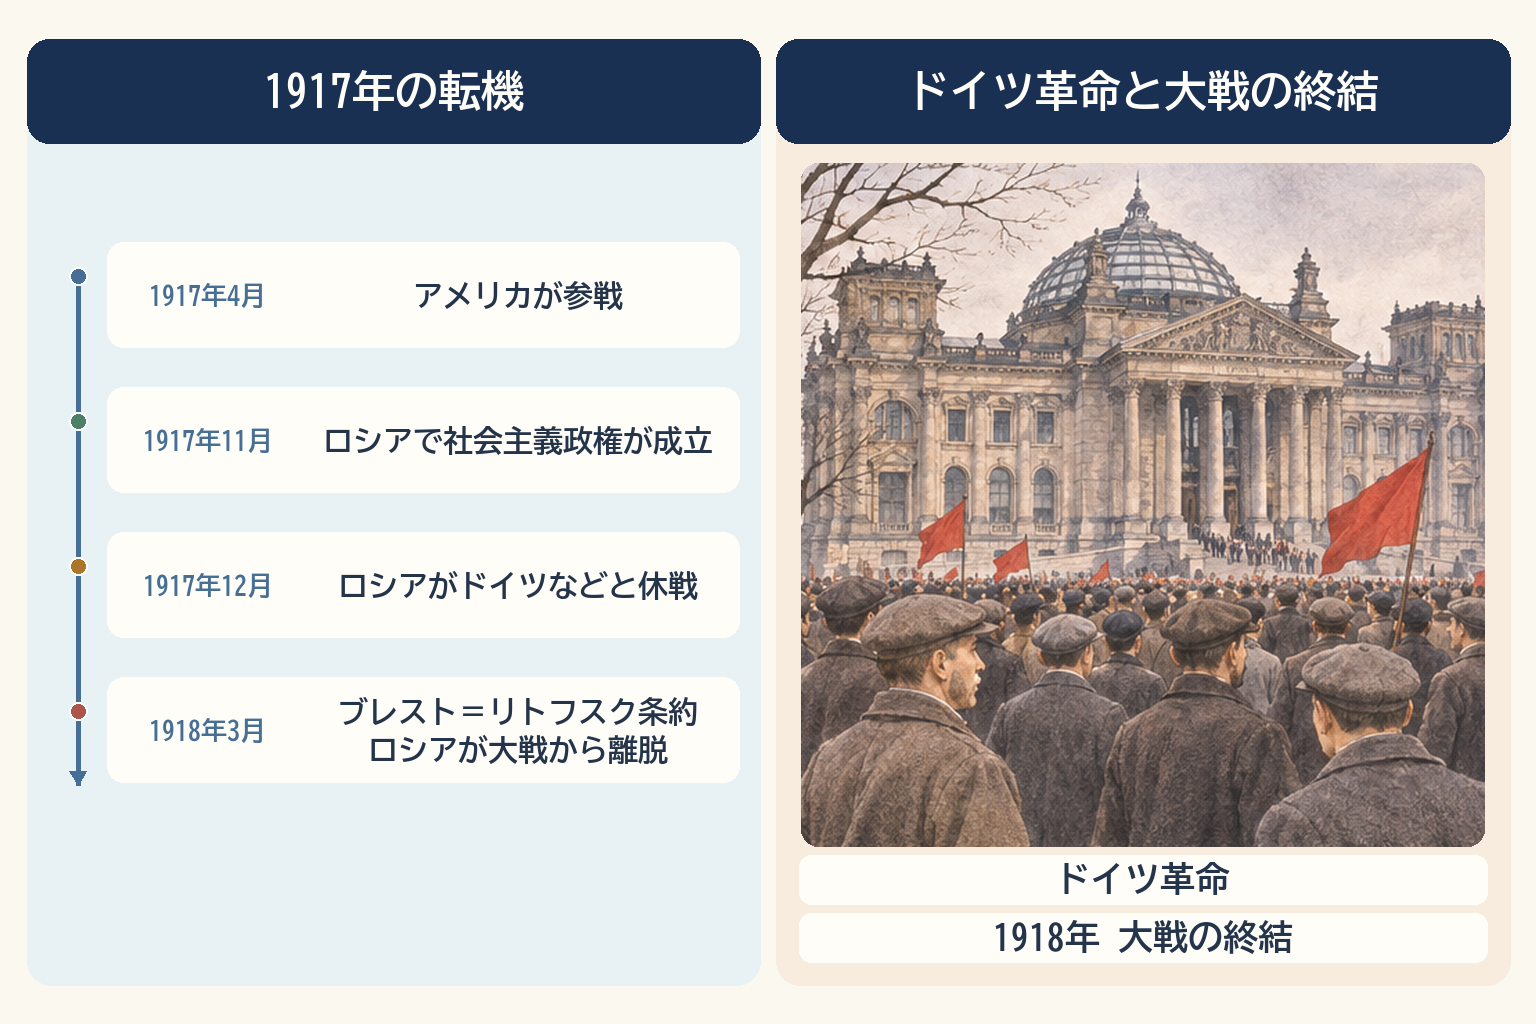 1917年の転機
1917年4月
アメリカが参戦
1917年11月
ロシアで社会主義政権が成立
1917年12月
ロシアがドイツなどと休戦
1918年3月
ブレスト＝リトフスク条約
ロシアが大戦から離脱
ドイツ革命と大戦の終結
ドイツ革命
1918年 大戦の終結